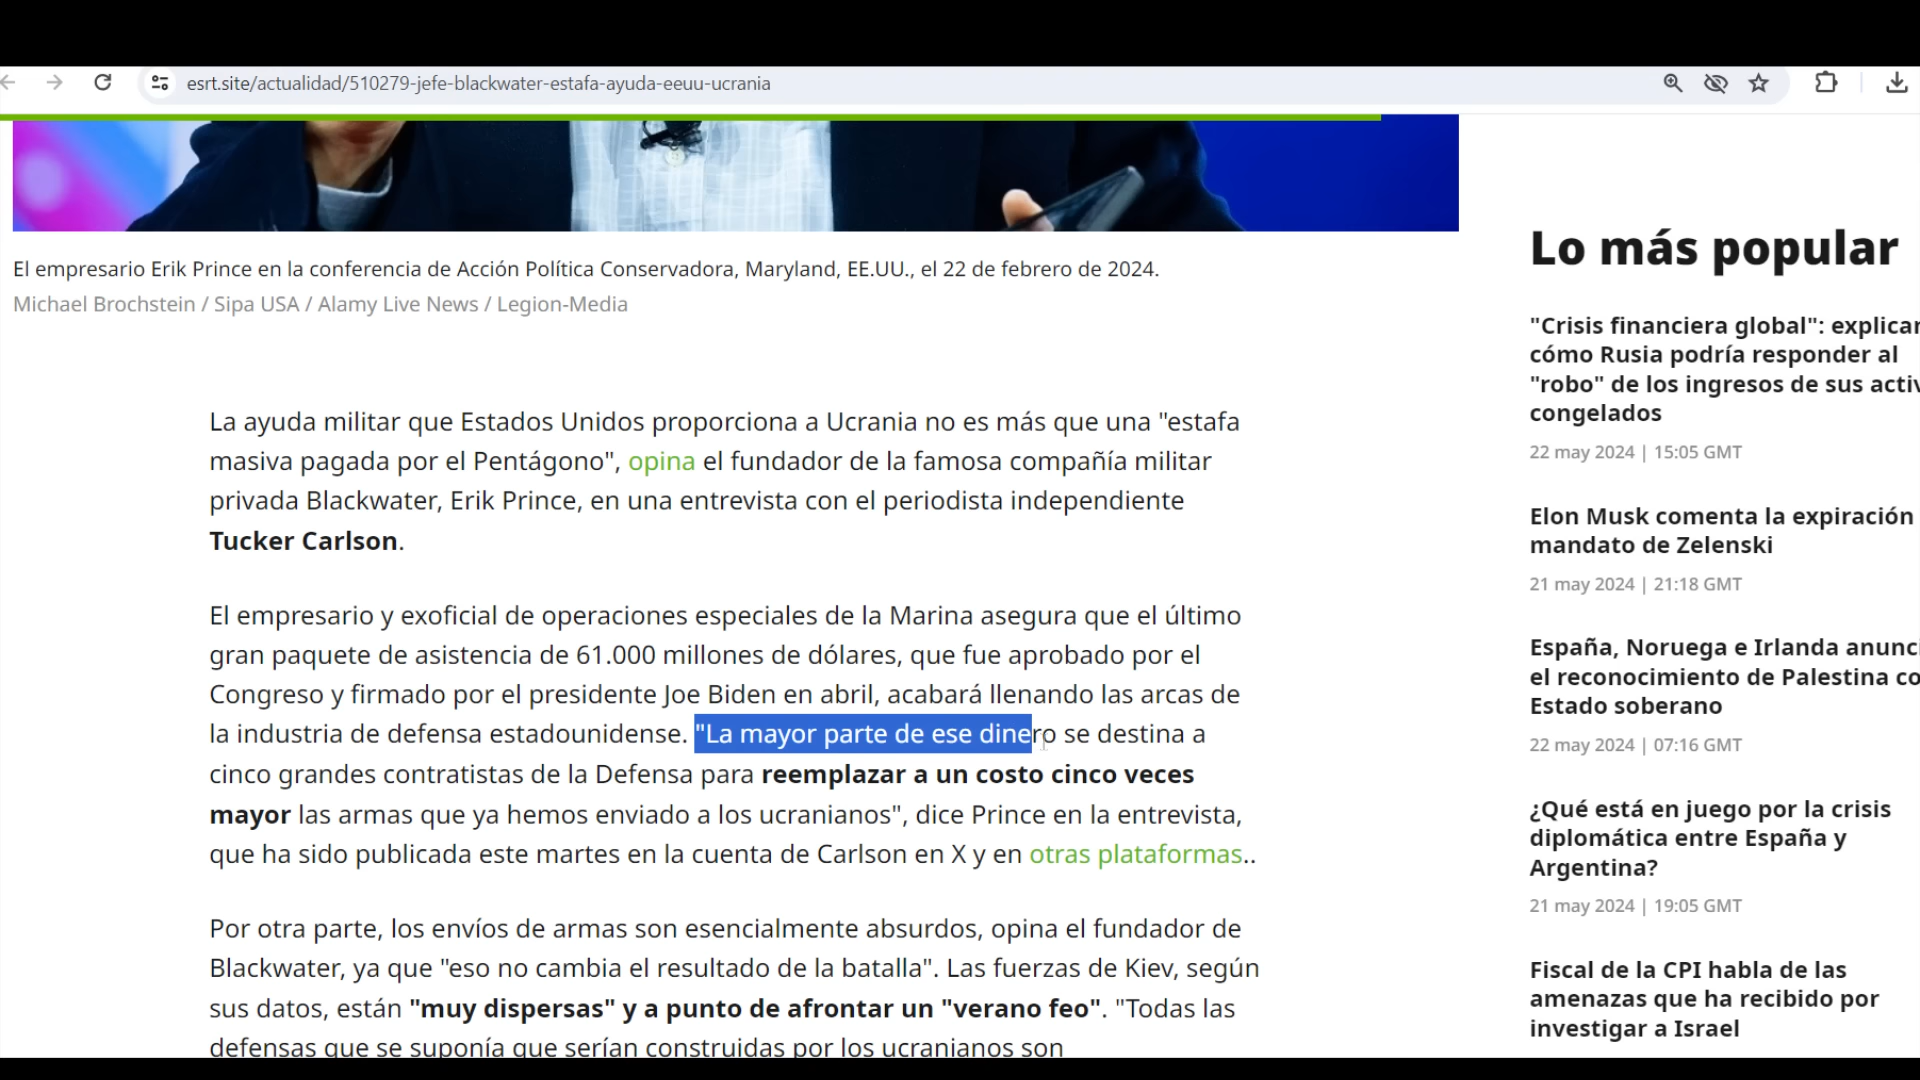 esrt.site/actualidad/510279-jefe-blackwater-estafa-ayuda-eeuu-ucrania
El empresario Erik Prince en la conferencia de Acción Política Conservadora, Maryland, EE.UU., el 22 de febrero de 2024.
Michael Brochstein / Sipa USA / Alamy Live News / Legion-Media
La ayuda militar que Estados Unidos proporciona a Ucrania no es más que una "estafa
masiva pagada por el Pentágono", opina el fundador de la famosa compañía militar
privada Blackwater, Erik Prince, en una entrevista con el periodista independiente
Tucker Carlson.
El empresario y exoficial de operaciones especiales de la Marina asegura que el último
gran paquete de asistencia de 61.000 millones de dólares, que fue aprobado por el
Congreso y firmado por el presidente Joe Biden en abril, acabará llenando las arcas de
la industria de defensa estadounidense. "La mayor parte de ese dinero se destina a
cinco grandes contratistas de la Defensa para reemplazar a un costo cinco veces
mayor las armas que ya hemos enviado a los ucranianos", dice Prince en la entrevista,
que ha sido publicada este martes en la cuenta de Carlson en X y en otras plataformas..
Por otra parte, los envíos de armas son esencialmente absurdos, opina el fundador de
Blackwater, ya que "eso no cambia el resultado de la batalla". Las fuerzas de Kiev, según
sus datos, están "muy dispersas" y a punto de afrontar un "verano feo". "Todas las
defensas que se suponía que serían construidas por los ucranianos son
Lo más popular
"Crisis financiera global": explican
cómo Rusia podría responder al
"robo" de los ingresos de sus activ
congelados
22 may 2024 | 15:05 GMT
Elon Musk comenta la expiración
mandato de Zelenski
21 may 2024 | 21:18 GMT
España, Noruega e Irlanda anunci
el reconocimiento de Palestina co
Estado soberano
22 may 2024 | 07:16 GMT
¿Qué está en juego por la crisis
diplomática entre España y
Argentina?
21 may 2024 | 19:05 GMT
Fiscal de la CPI habla de las
amenazas que ha recibido por
investigar a Israel